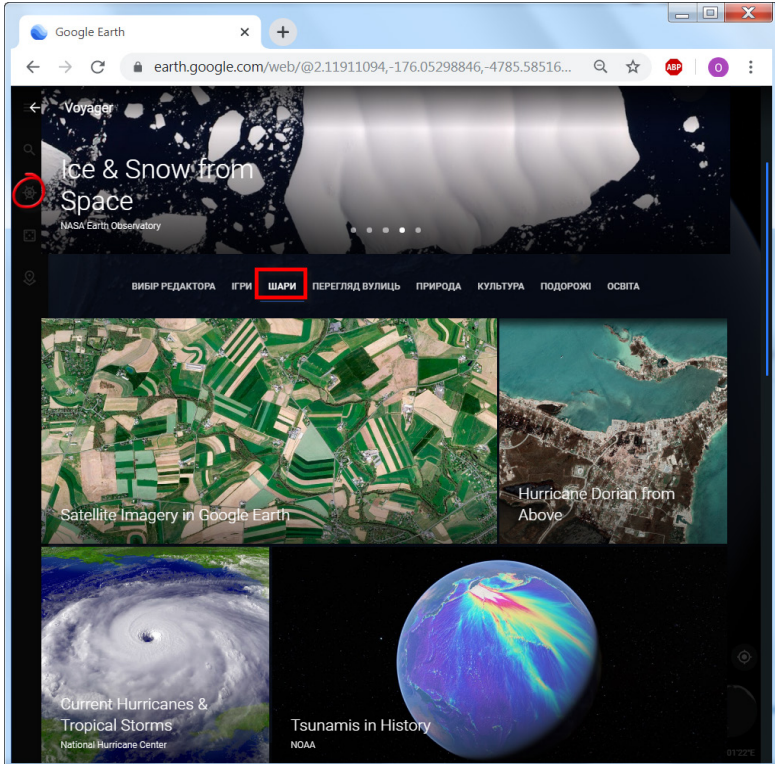 Google Earth
earth.google.com/web/@2.11911094,-176.05298846,-4785.58516...
ABP
O
Voyager
Ice & Snow from
Space
NASA Earth Observatory
ВИБІР РЕДАКТОРА ІГРИ ШАРИ ПЕРЕГЛЯД ВУЛИЦЬ ПРИРОДА КУЛЬТУРА ПОДОРОЖІ ОСВІТА
Satellite Imagery in Google Earth
Hurricane Dorian from
Above
Current Hurricanes &
Tropical Storms
National Hurricane Center
Tsunamis in History
NOAA
01'22"E